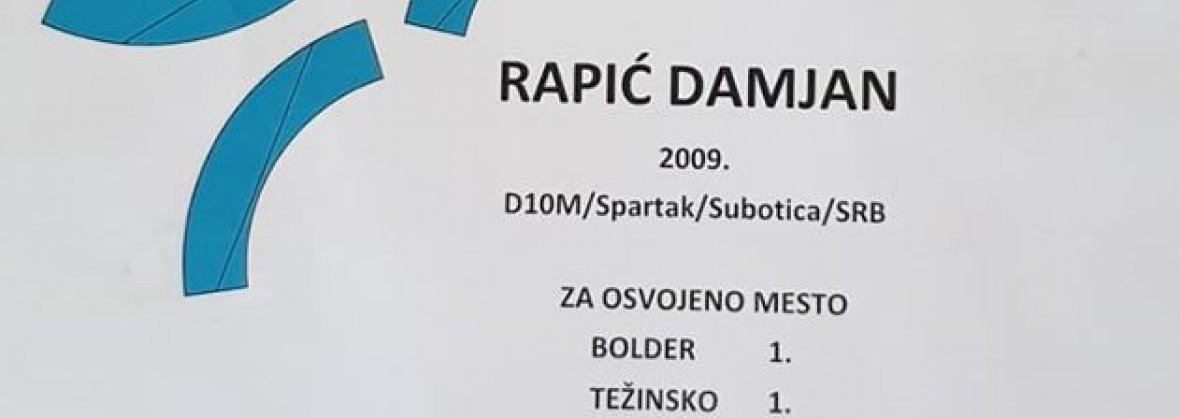 RAPIĆ DAMJAN
2009.
D10M/Spartak/Subotica/SRB
ZA OSVOJENO MESTO
BOLDER 1.
TEŽINSKO 1.